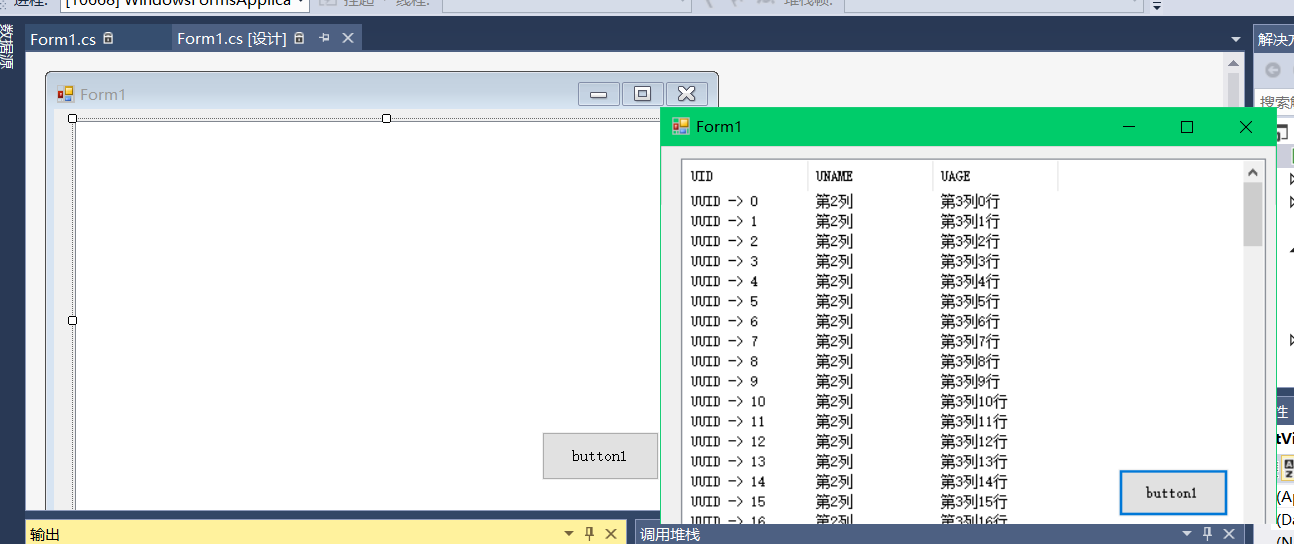 进程: [10668] WindowsFormsApplica 挂起 线程: 堆栈帧:
数据源
Form1.cs
Form1.cs [设计]
解决方
Form1
搜索解
button1
Form1
UID UNAME UAGE
UUID -> 0 第2列 第3列0行
UUID -> 1 第2列 第3列1行
UUID -> 2 第2列 第3列2行
UUID -> 3 第2列 第3列3行
UUID -> 4 第2列 第3列4行
UUID -> 5 第2列 第3列5行
UUID -> 6 第2列 第3列6行
UUID -> 7 第2列 第3列7行
UUID -> 8 第2列 第3列8行
UUID -> 9 第2列 第3列9行
UUID -> 10 第2列 第3列10行
UUID -> 11 第2列 第3列11行
UUID -> 12 第2列 第3列12行
UUID -> 13 第2列 第3列13行
UUID -> 14 第2列 第3列14行
UUID -> 15 第2列 第3列15行
UUID -> 16 第2列 第3列16行
button1
性
tVi
(Ap
(Da
(N
输出
调用堆栈